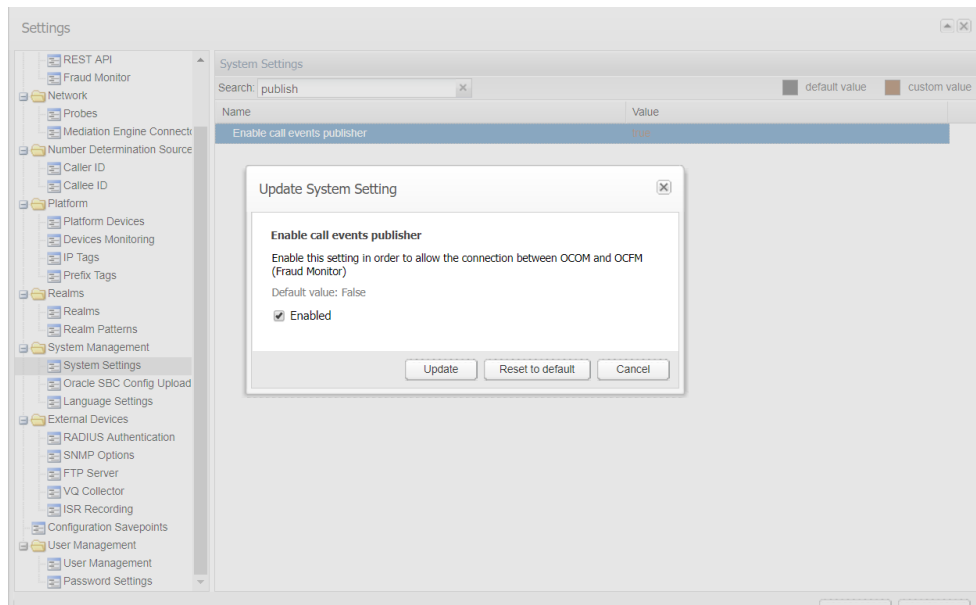 Settings
REST API
Fraud Monitor
Network
Probes
Mediation Engine Connect
Number Determination Source
Caller ID
Callee ID
Platform
Platform Devices
Devices Monitoring
IP Tags
Prefix Tags
Realms
Realms
Realm Patterns
System Management
System Settings
Oracle SBC Config Upload
Language Settings
External Devices
RADIUS Authentication
SNMP Options
FTP Server
VQ Collector
ISR Recording
Configuration Savepoints
User Management
User Management
Password Settings
System Settings
Search: publish
default value
custom value
Name Value
Enable call events publisher true
Update System Setting
Enable call events publisher
Enable this setting in order to allow the connection between OCOM and OCFM
(Fraud Monitor)
Default value: False
Enabled
Update Reset to default Cancel